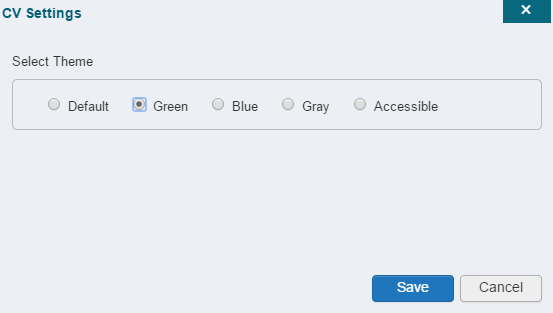 CV Settings
Select Theme
Default Green Blue Gray Accessible
Save Cancel